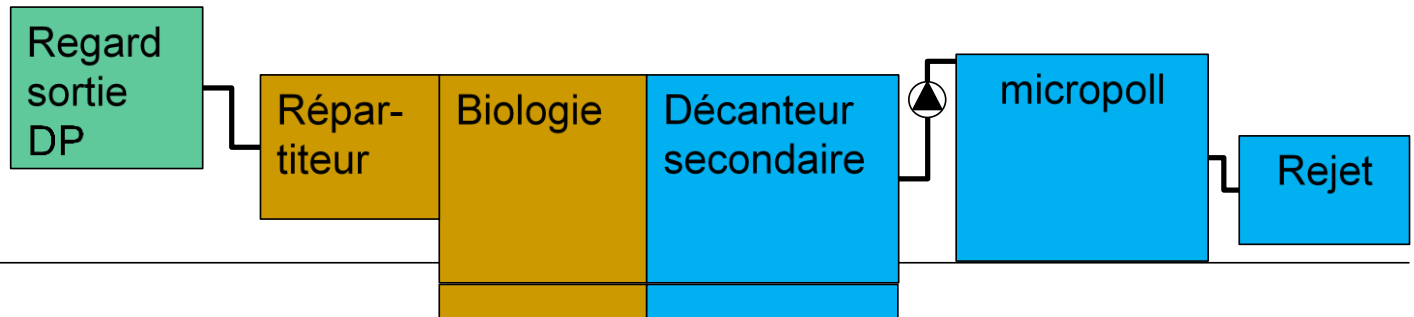 Regard
sortie
DP
Répar-
titeur
Biologie
Décanteur
secondaire
micropoll
Rejet